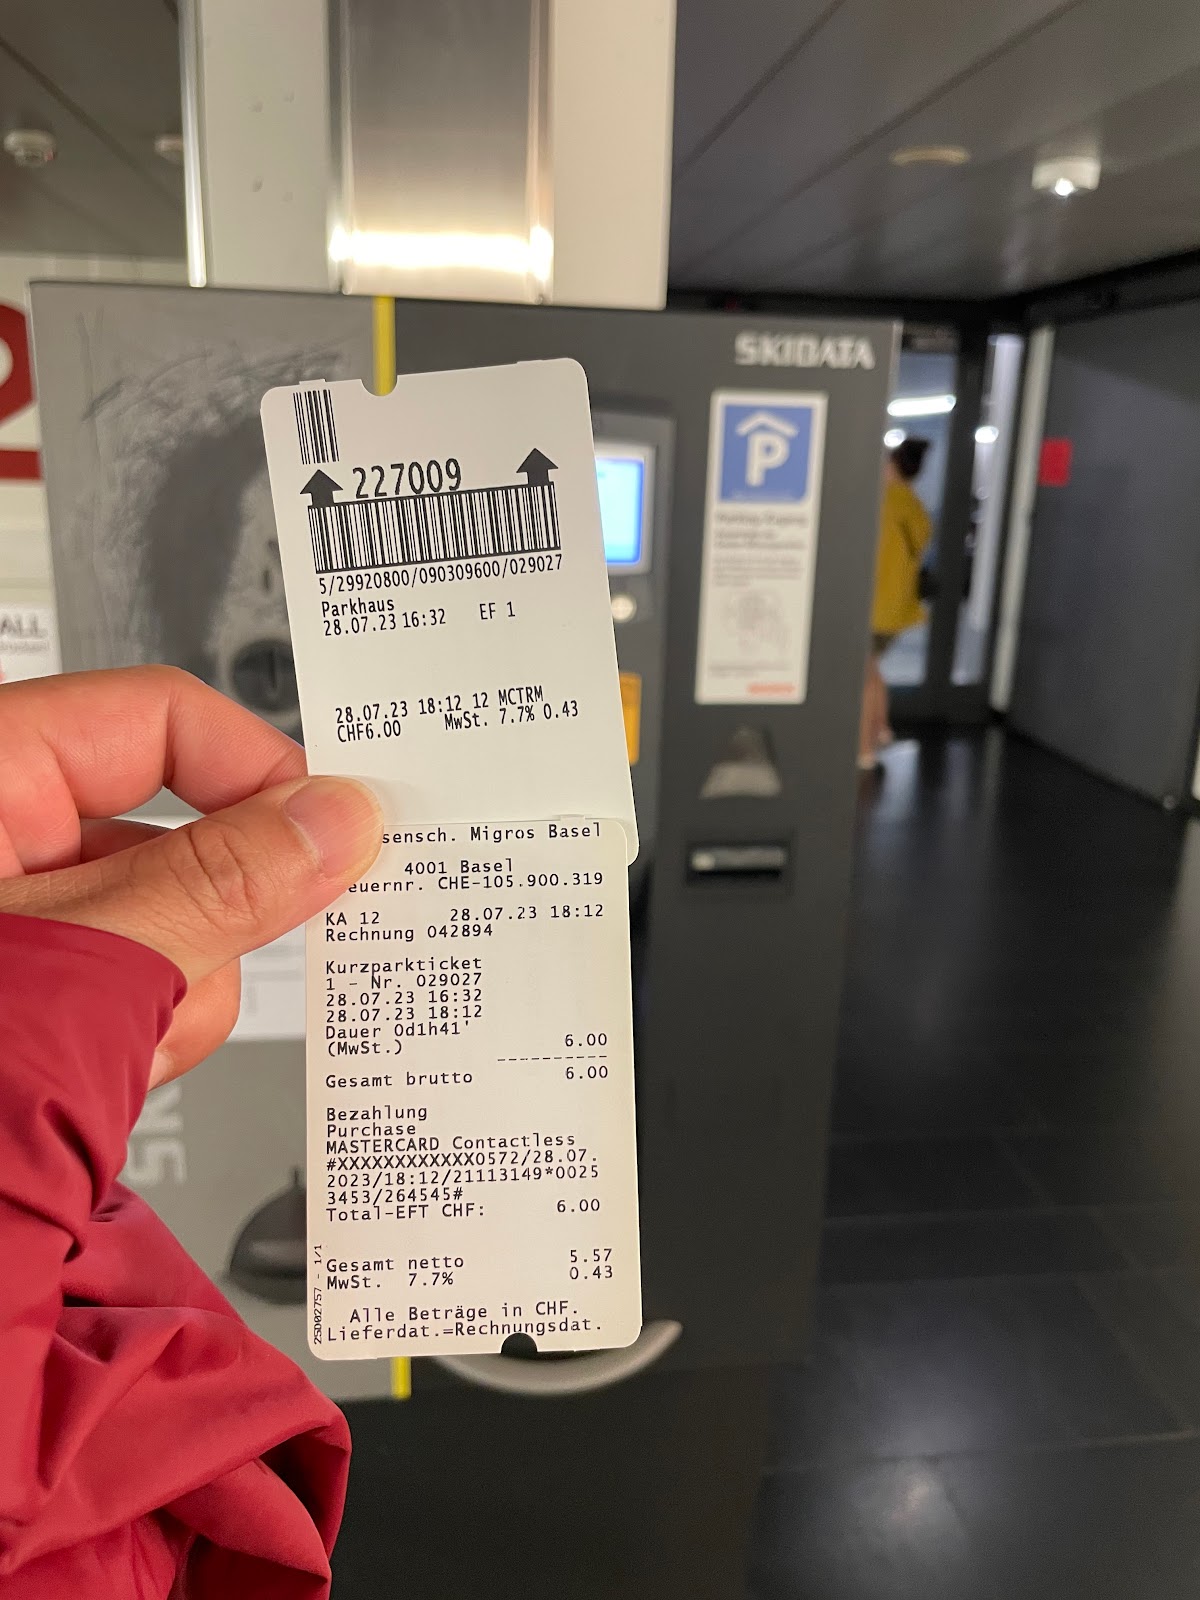 SKIDATA
P
ALL
227009
5/29920800/090309600/029027
Parkhaus
28.07.23 16:32 EF 1
28.07.23 18:12 12 MCTRM
CHF6.00 MwSt. 7.7% 0.43
sensch. Migros Basel
4001 Basel
euernr. CHE-105.900.319
KA 12 28.07.23 18:12
Rechnung 042894
Kurzparkticket
1 - Nr. 029027
28.07.23 16:32
28.07.23 18:12
Dauer 0d1h41'
(MwSt.) 6.00
----------
Gesamt brutto 6.00
Bezahlung
Purchase
MASTERCARD Contactless
#XXXXXXXXXXXX0572/28.07.
2023/18:12/21113149*0025
3453/264545#
Total-EFT CHF: 6.00
Gesamt netto 5.57
MwSt. 7.7% 0.43
Alle Beträge in CHF.
Lieferdat.=Rechnungsdat.
25D02757 - 1/1